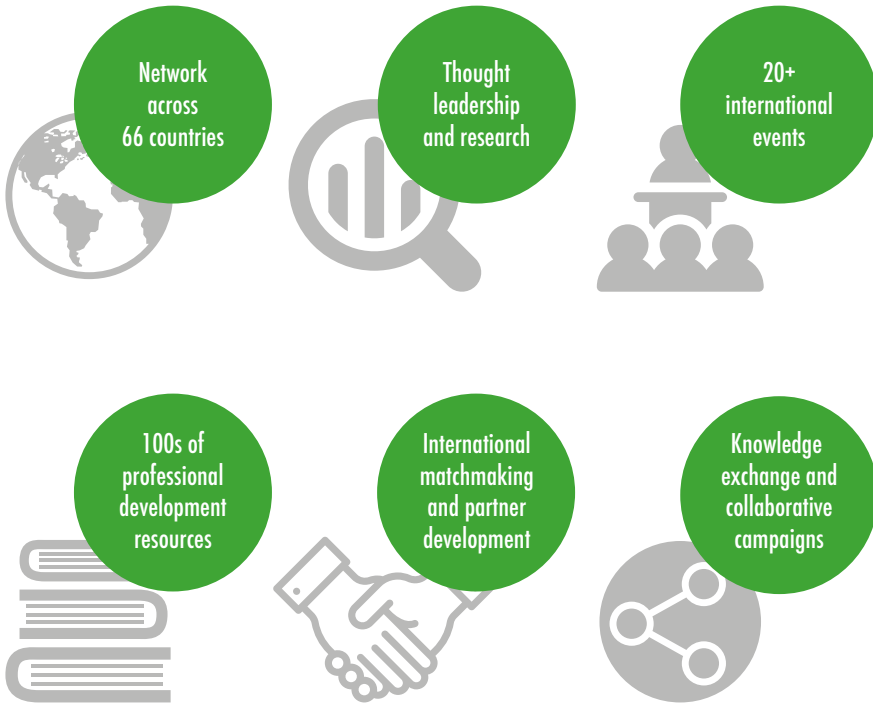 Network
across
66 countries
Thought
leadership
and research
20+
international
events
100s of
professional
development
resources
International
matchmaking
and partner
development
Knowledge
exchange and
collaborative
campaigns